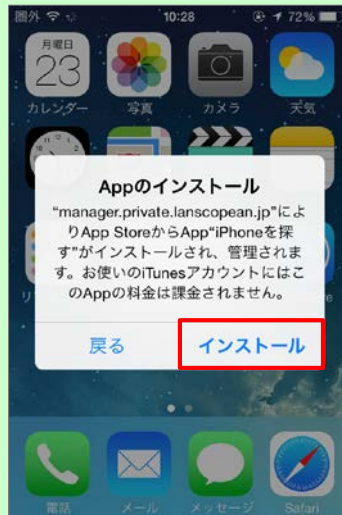 圏外 10:28 72%
月曜日
23
カレンダー 写真 カメラ 天気
Appのインストール
“manager.private.lanscopean.jp”によ
りApp StoreからApp“iPhoneを探
す”がインストールされ、管理されま
す。お使いのiTunesアカウントにはこ
のAppの料金は課金されません。
戻る インストール
電話 メール メッセージ Safari